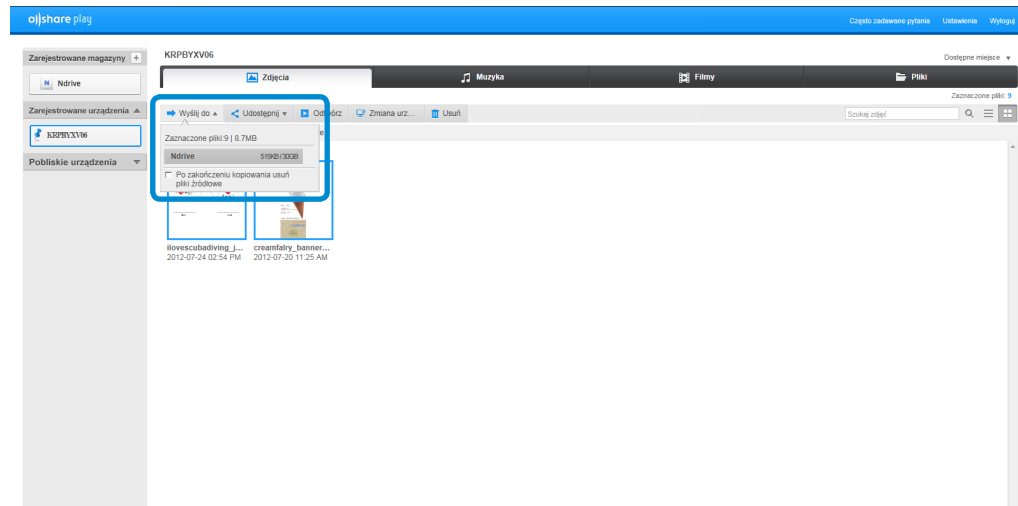 allshare play
Często zadawane pytania Ustawienia Wyloguj
Zarejestrowane magazyny +
N Ndrive
Zarejestrowane urządzenia
KRPBYXV06
Pobliskie urządzenia
KRPBYXV06
Dostępne miejsce
Zdjęcia Muzyka Filmy Pliki
Zaznaczone pliki: 9
Wyślij do Udostępnij Odtwórz Zmiana urz... Usuń
Szukaj zdjęć
Zaznaczone pliki:9 | 8.7MB
Ndrive 515KB/30GB
Po zakończeniu kopiowania usuń
pliki źródłowe
ilovescubadiving_j... creamfalry_banner...
2012-07-24 02:54 PM 2012-07-20 11:25 AM